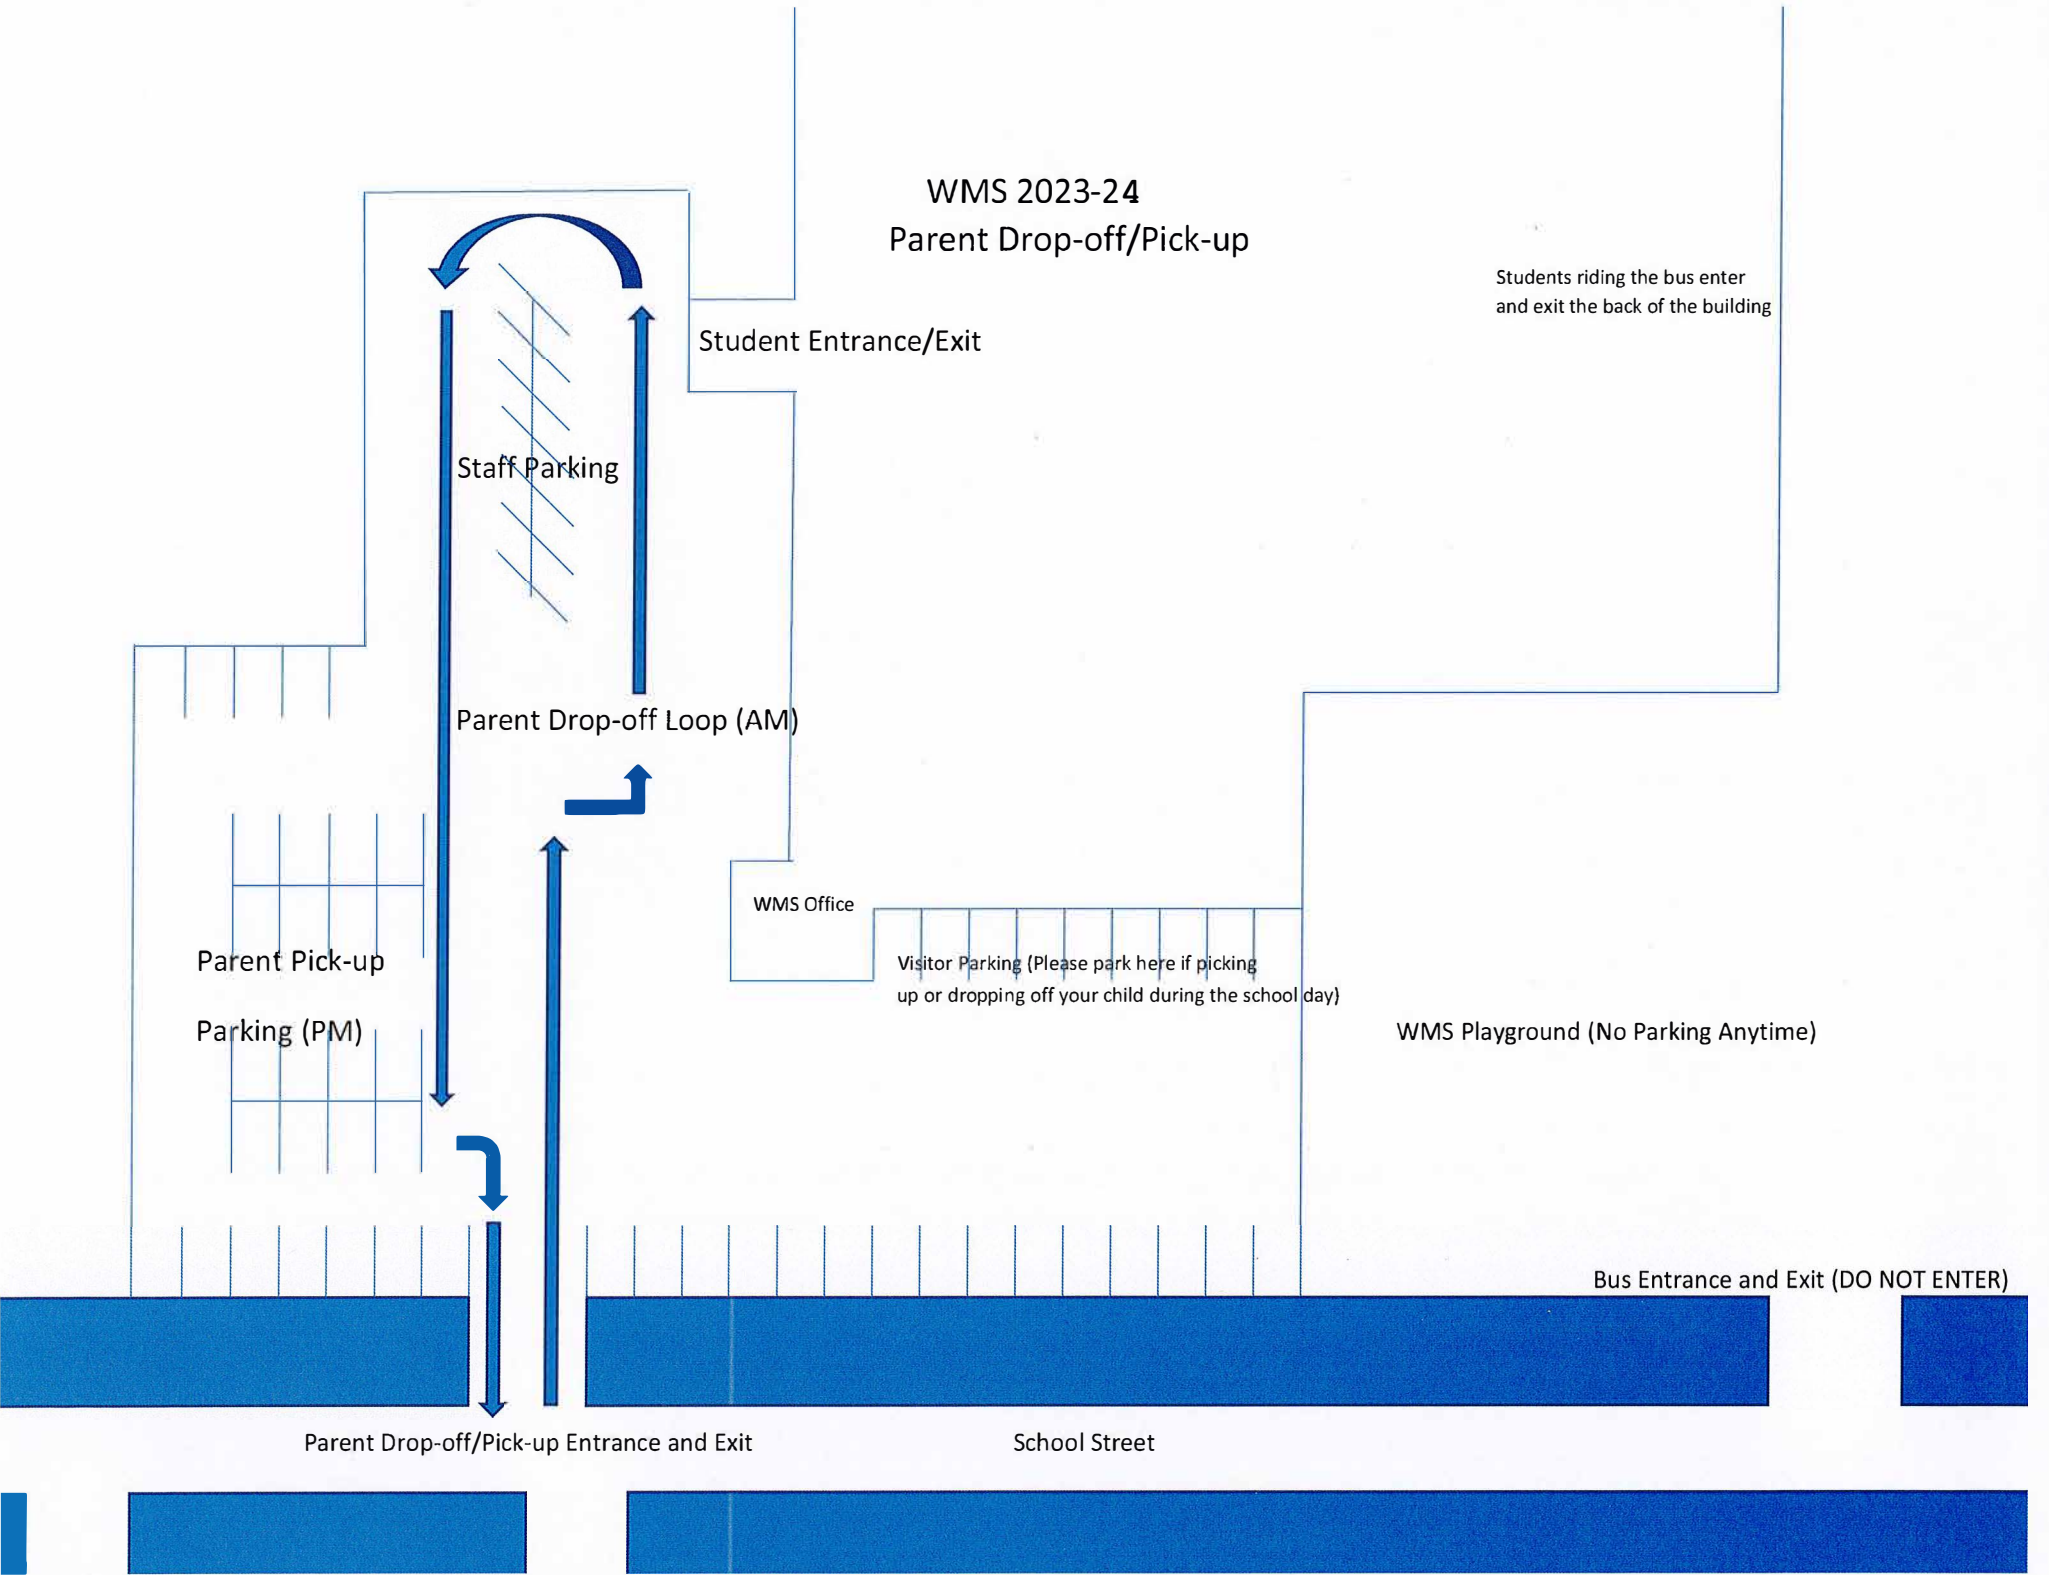 WMS 2023-24
Parent Drop-off/Pick-up
Students riding the bus enter
and exit the back of the building
Student Entrance/Exit
Staff Parking
Parent Drop-off Loop (AM)
WMS Office
Parent Pick-up
Parking (PM)
Visitor Parking (Please park here if picking
up or dropping off your child during the school day)
WMS Playground (No Parking Anytime)
Bus Entrance and Exit (DO NOT ENTER)
Parent Drop-off/Pick-up Entrance and Exit
School Street